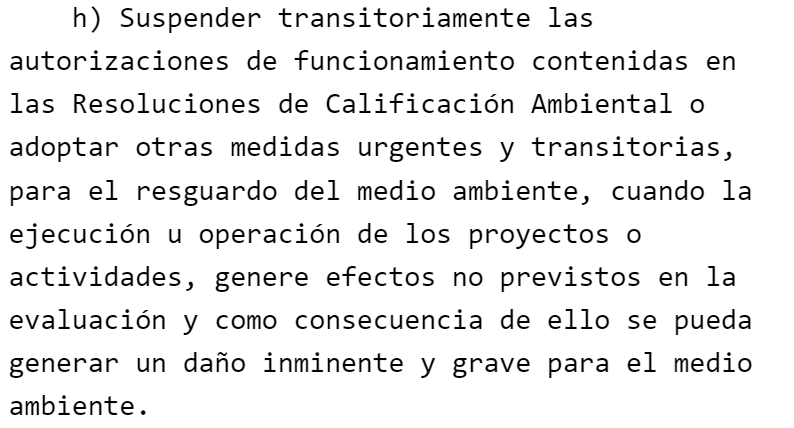 h) Suspender transitoriamente las
autorizaciones de funcionamiento contenidas en
las Resoluciones de Calificación Ambiental o
adoptar otras medidas urgentes y transitorias,
para el resguardo del medio ambiente, cuando la
ejecución u operación de los proyectos o
actividades, genere efectos no previstos en la
evaluación y como consecuencia de ello se pueda
generar un daño inminente y grave para el medio
ambiente.